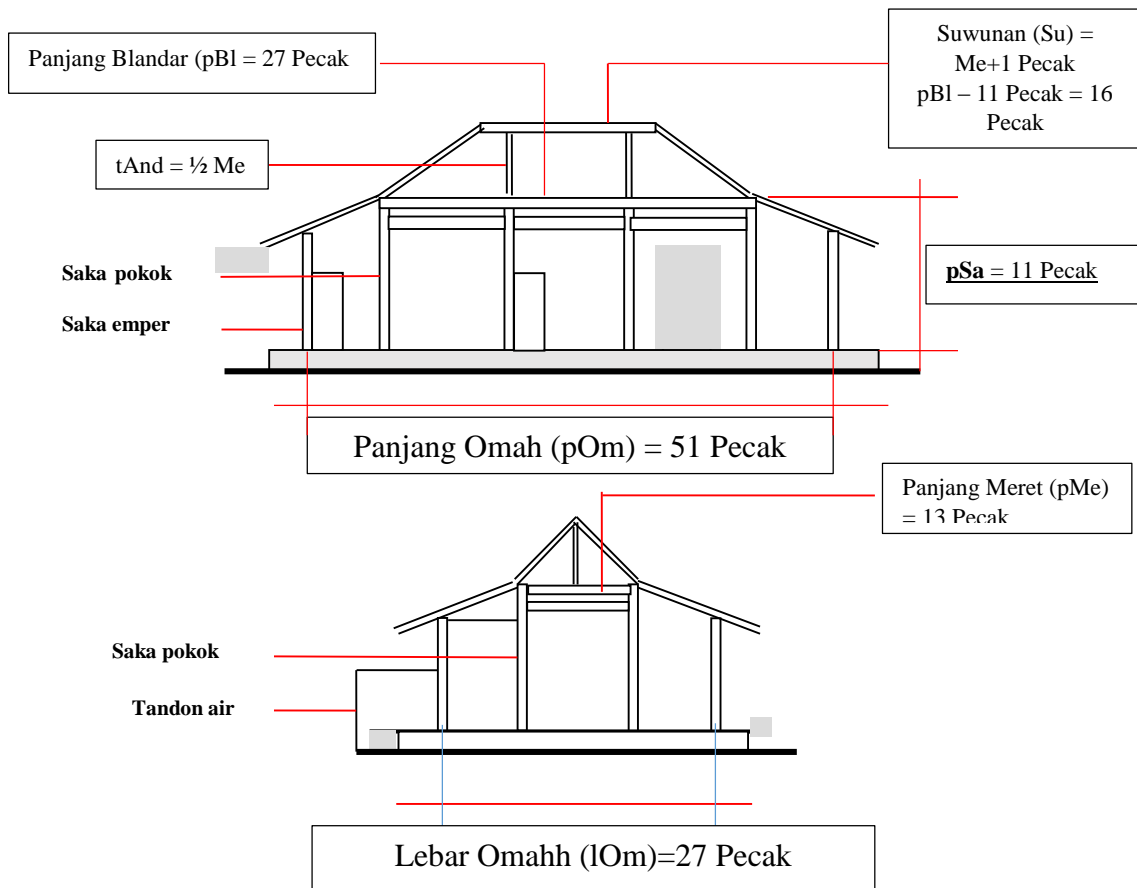 Panjang Blandar (pBl = 27 Pecak
Suwunan (Su) =
Me+1 Pecak
pBl – 11 Pecak = 16
Pecak
tAnd = ½ Me
Saka pokok
pSa = 11 Pecak
Saka emper
Panjang Omah (pOm) = 51 Pecak
Panjang Meret (pMe)
= 13 Pecak
Saka pokok
Tandon air
Lebar Omahh (lOm)=27 Pecak